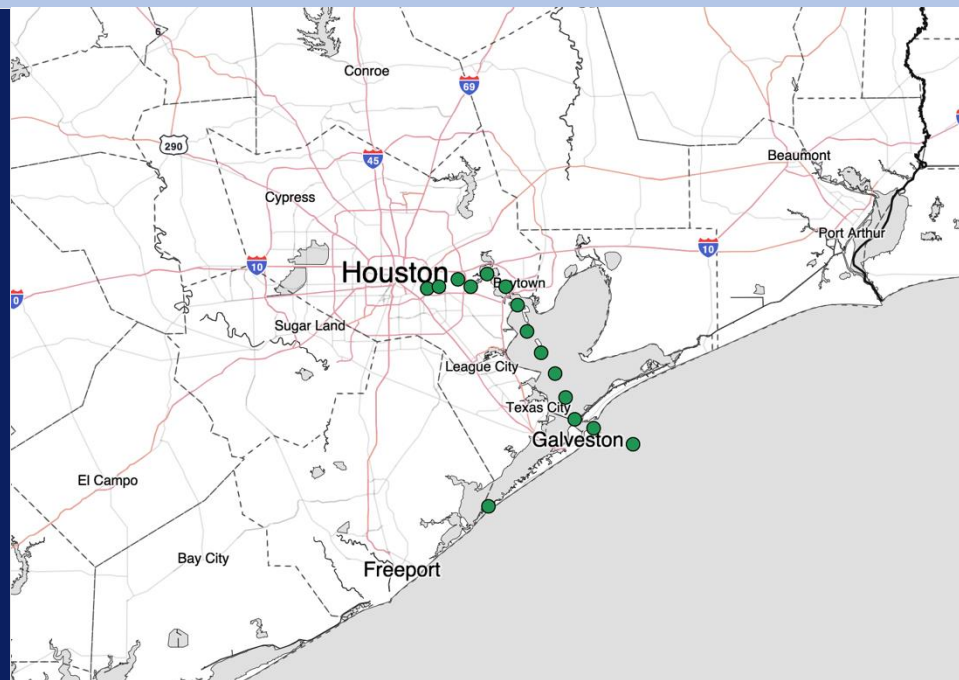 6
Conroe
69
290
45
Beaumont
Cypress
Port Arthur
10
Houston
10
Baytown
0
Sugar Land
League City
Texas City
Galveston
El Campo
Bay City
Freeport